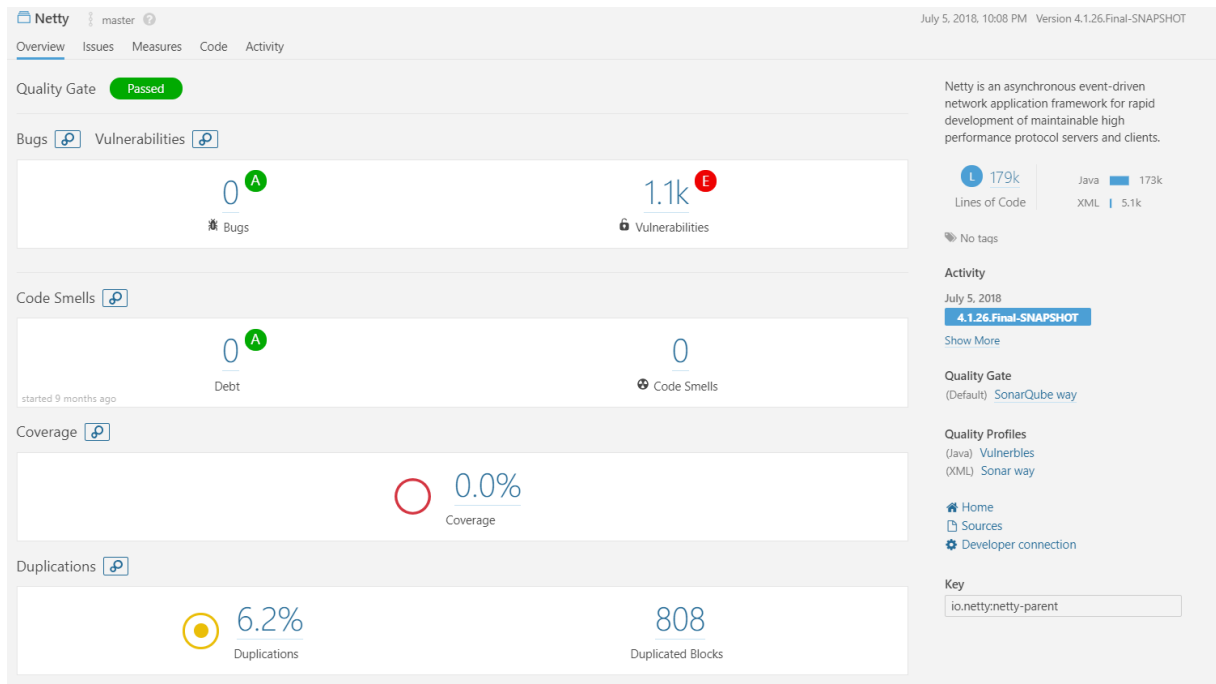 Netty master July 5, 2018, 10:08 PM Version 4.1.26.Final-SNAPSHOT
Overview Issues Measures Code Activity
Quality Gate Passed
Bugs Vulnerabilities
0 A 1.1k E
Bugs Vulnerabilities
Code Smells
0 A 0
Debt Code Smells
started 9 months ago
Coverage
0.0%
Coverage
Duplications
6.2% 808
Duplications Duplicated Blocks
Netty is an asynchronous event-driven
network application framework for rapid
development of maintainable high
performance protocol servers and clients.
L 179k Java 173k
Lines of Code XML 5.1k
No tags
Activity
July 5, 2018
4.1.26.Final-SNAPSHOT
Show More
Quality Gate
(Default) SonarQube way
Quality Profiles
(Java) Vulnerbles
(XML) Sonar way
Home
Sources
Developer connection
Key
io.netty:netty-parent